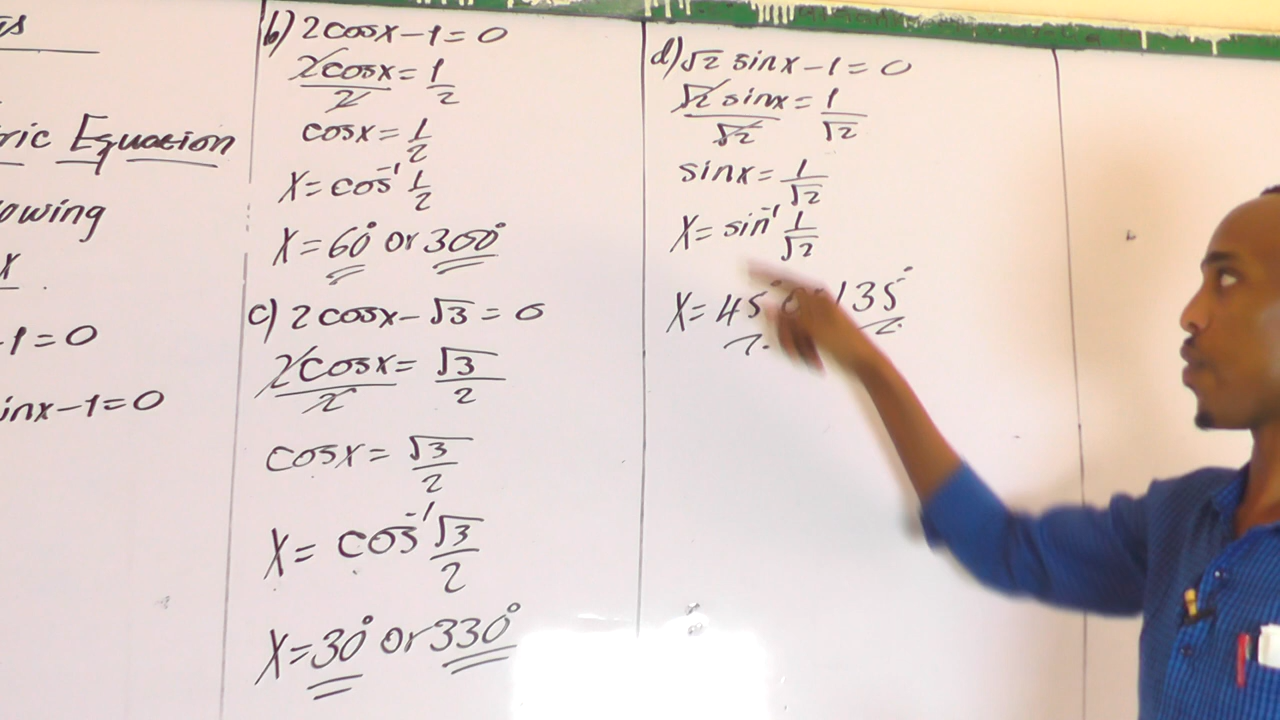 ric Equation
owing
x
-1=0
inx-1=0
b) 2cosx-1=0
2cosx/2=1/2
cosx=1/2
x=cos⁻¹ 1/2
x=60° or 300°
c) 2cosx-√3=0
2cosx/2=√3/2
cosx=√3/2
x=cos⁻¹ √3/2
x=30° or 330°
d) √2 sinx-1=0
√2 sinx/√2=1/√2
sinx=1/√2
x=sin⁻¹ 1/√2
x=45° or 135°